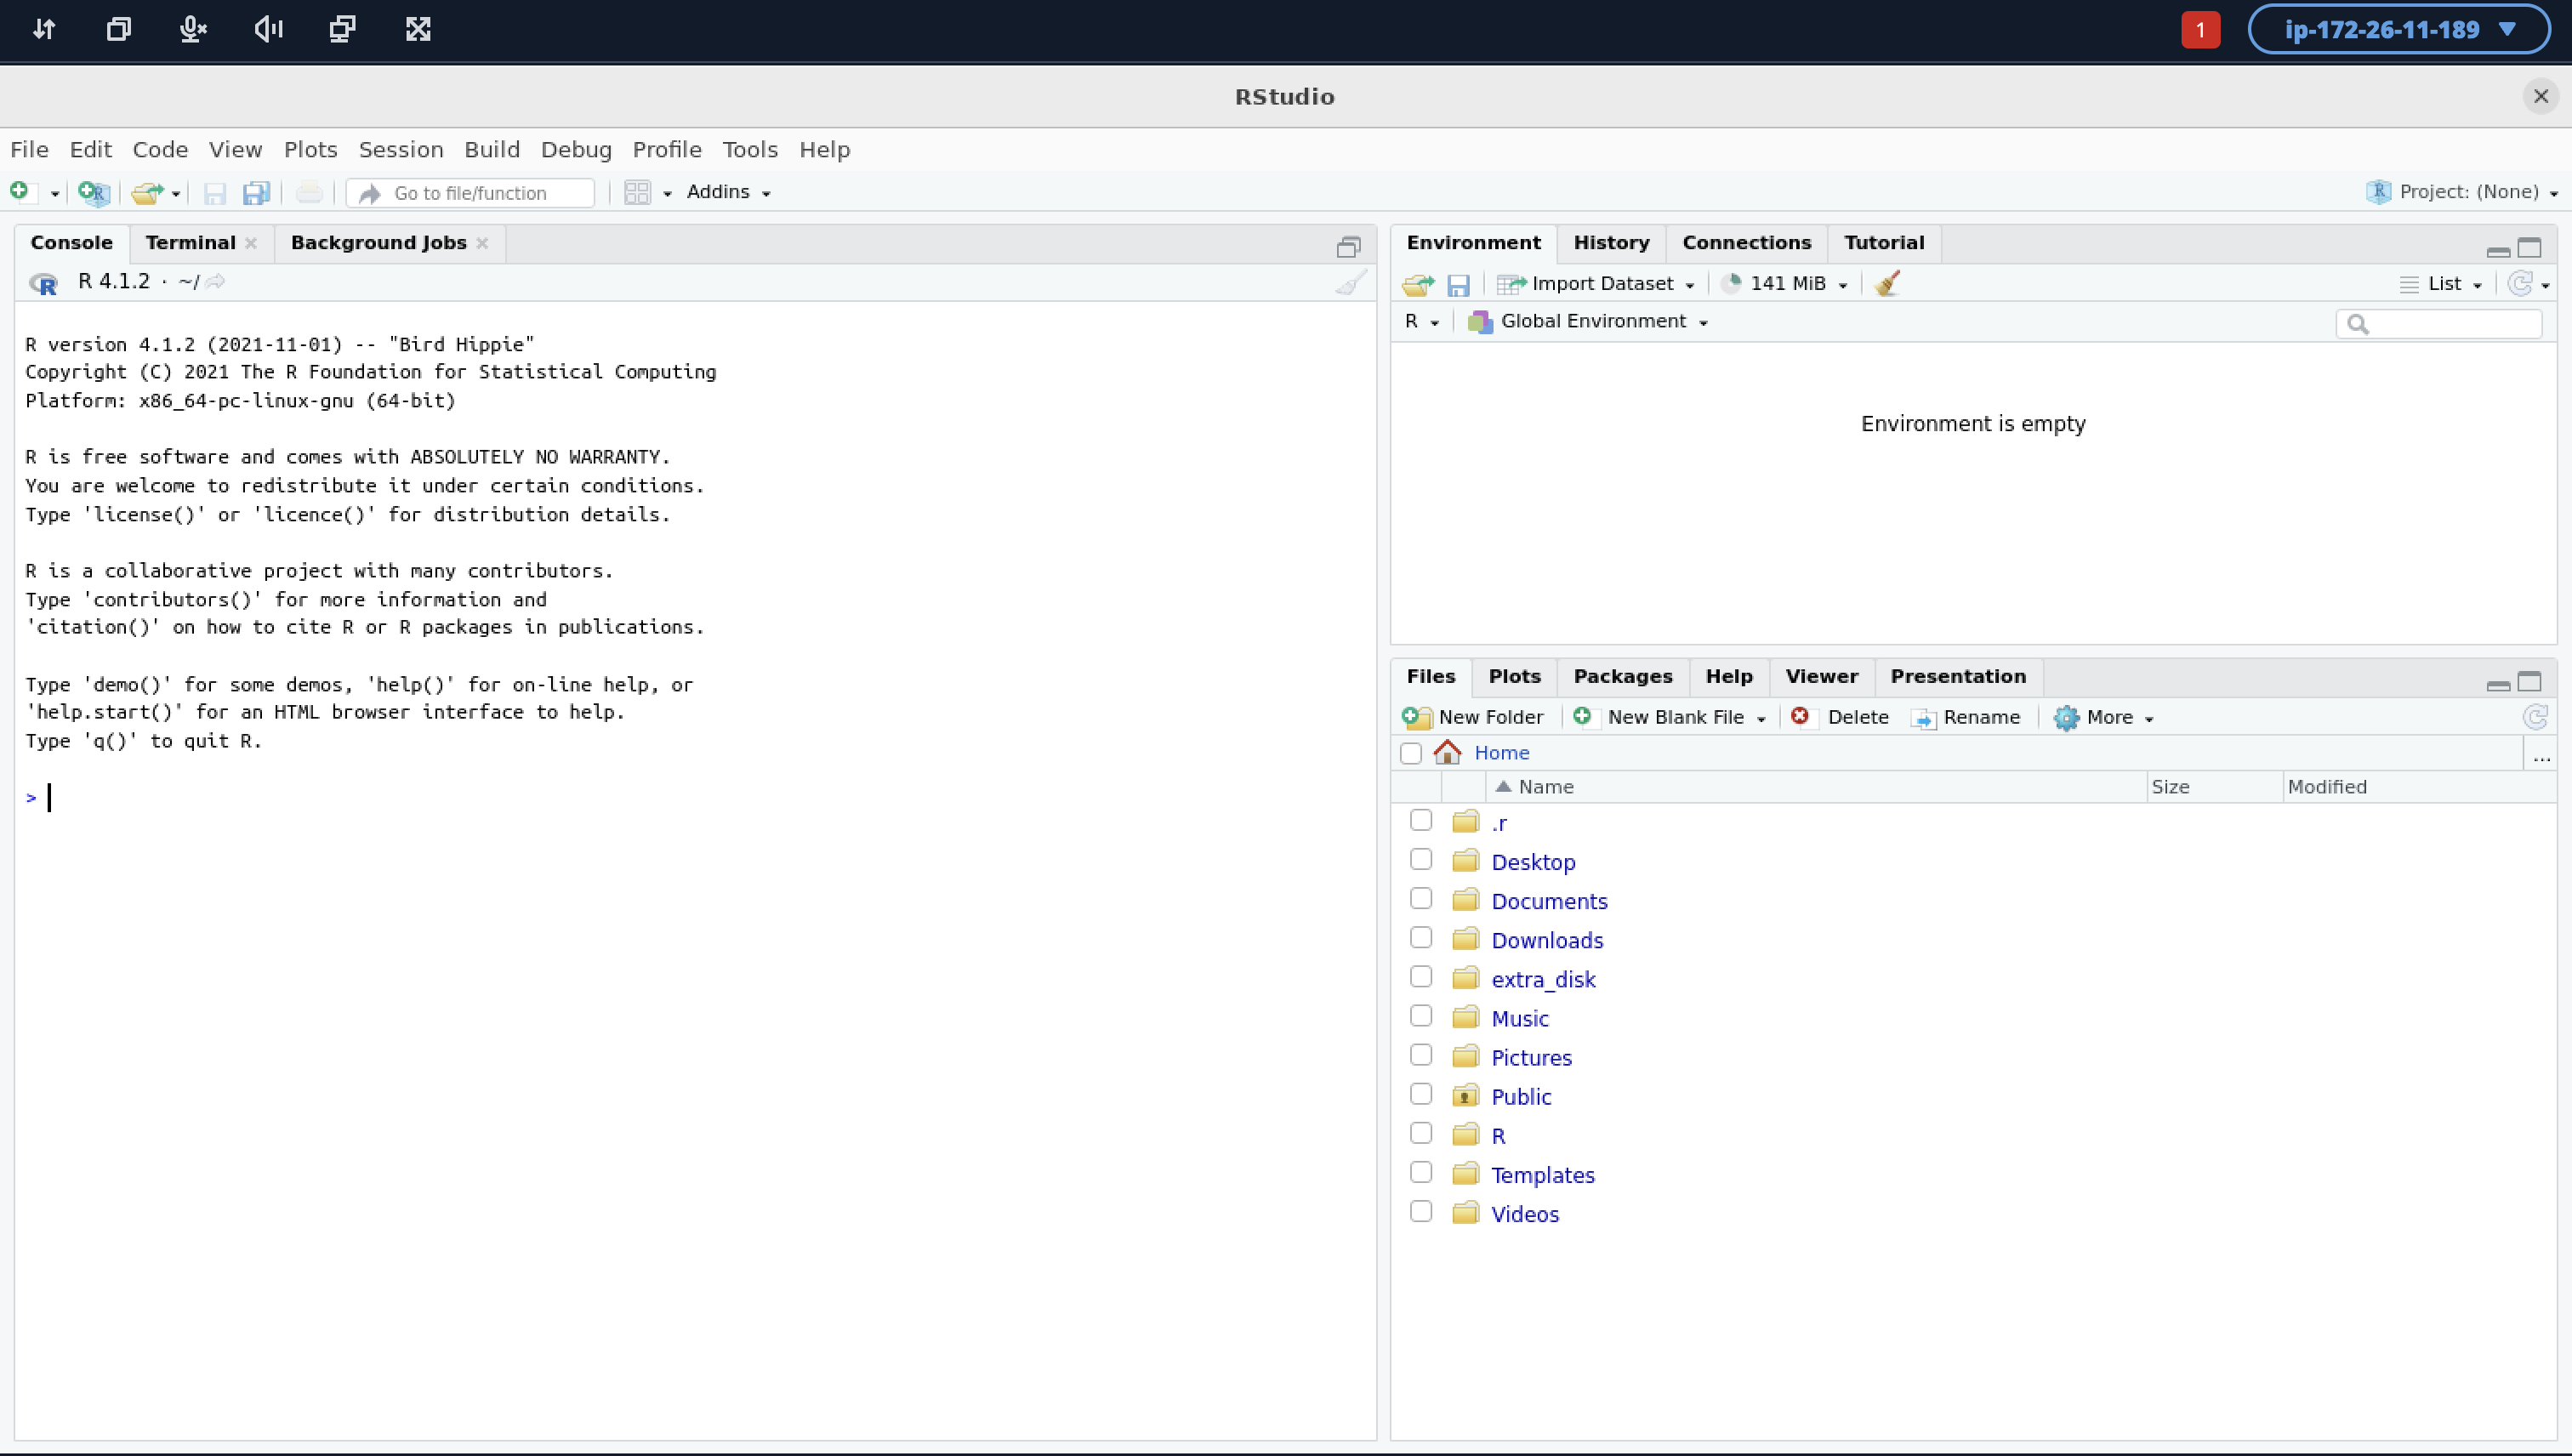 1 ip-172-26-11-189
RStudio
File Edit Code View Plots Session Build Debug Profile Tools Help
Go to file/function Addins Project: (None)
Console Terminal Background Jobs
R 4.1.2 · ~/
R version 4.1.2 (2021-11-01) -- "Bird Hippie"
Copyright (C) 2021 The R Foundation for Statistical Computing
Platform: x86_64-pc-linux-gnu (64-bit)
R is free software and comes with ABSOLUTELY NO WARRANTY.
You are welcome to redistribute it under certain conditions.
Type 'license()' or 'licence()' for distribution details.
R is a collaborative project with many contributors.
Type 'contributors()' for more information and
'citation()' on how to cite R or R packages in publications.
Type 'demo()' for some demos, 'help()' for on-line help, or
'help.start()' for an HTML browser interface to help.
Type 'q()' to quit R.
>
Environment History Connections Tutorial
Import Dataset 141 MiB List
R Global Environment
Environment is empty
Files Plots Packages Help Viewer Presentation
New Folder New Blank File Delete Rename More
Home ...
Name Size Modified
.r
Desktop
Documents
Downloads
extra_disk
Music
Pictures
Public
R
Templates
Videos